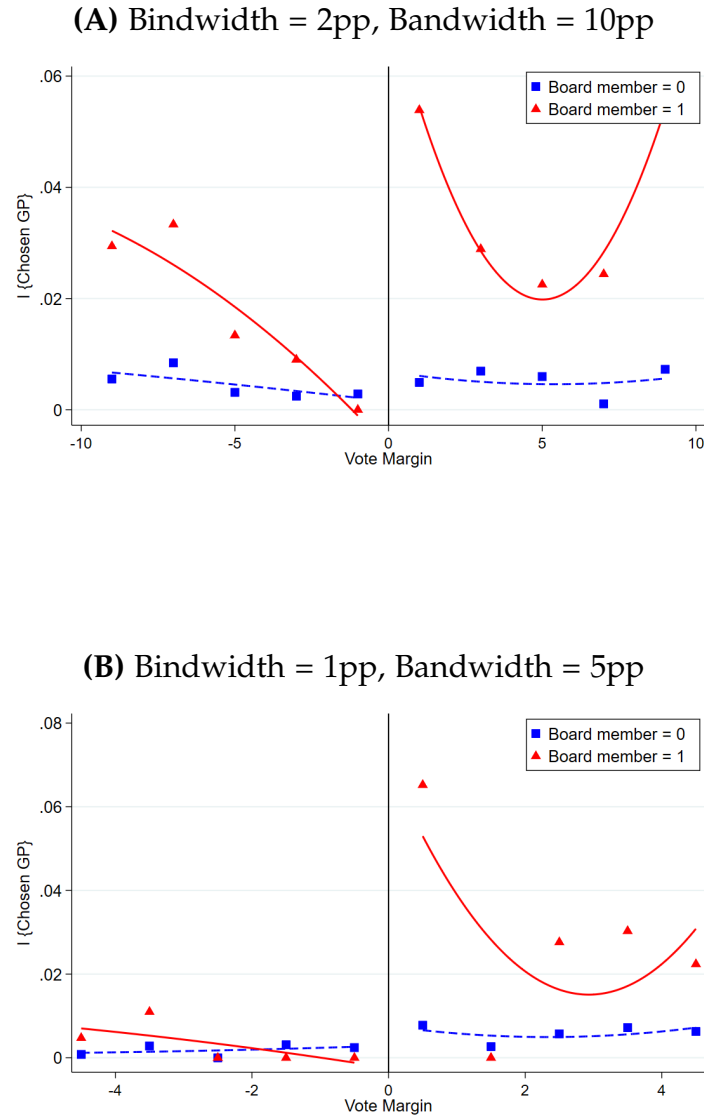 (A) Bindwidth = 2pp, Bandwidth = 10pp
.06
.04
.02
0
I {Chosen GP}
Board member = 0
Board member = 1
-10 -5 0 5 10
Vote Margin
(B) Bindwidth = 1pp, Bandwidth = 5pp
.08
.06
.04
.02
0
I {Chosen GP}
Board member = 0
Board member = 1
-4 -2 0 2 4
Vote Margin